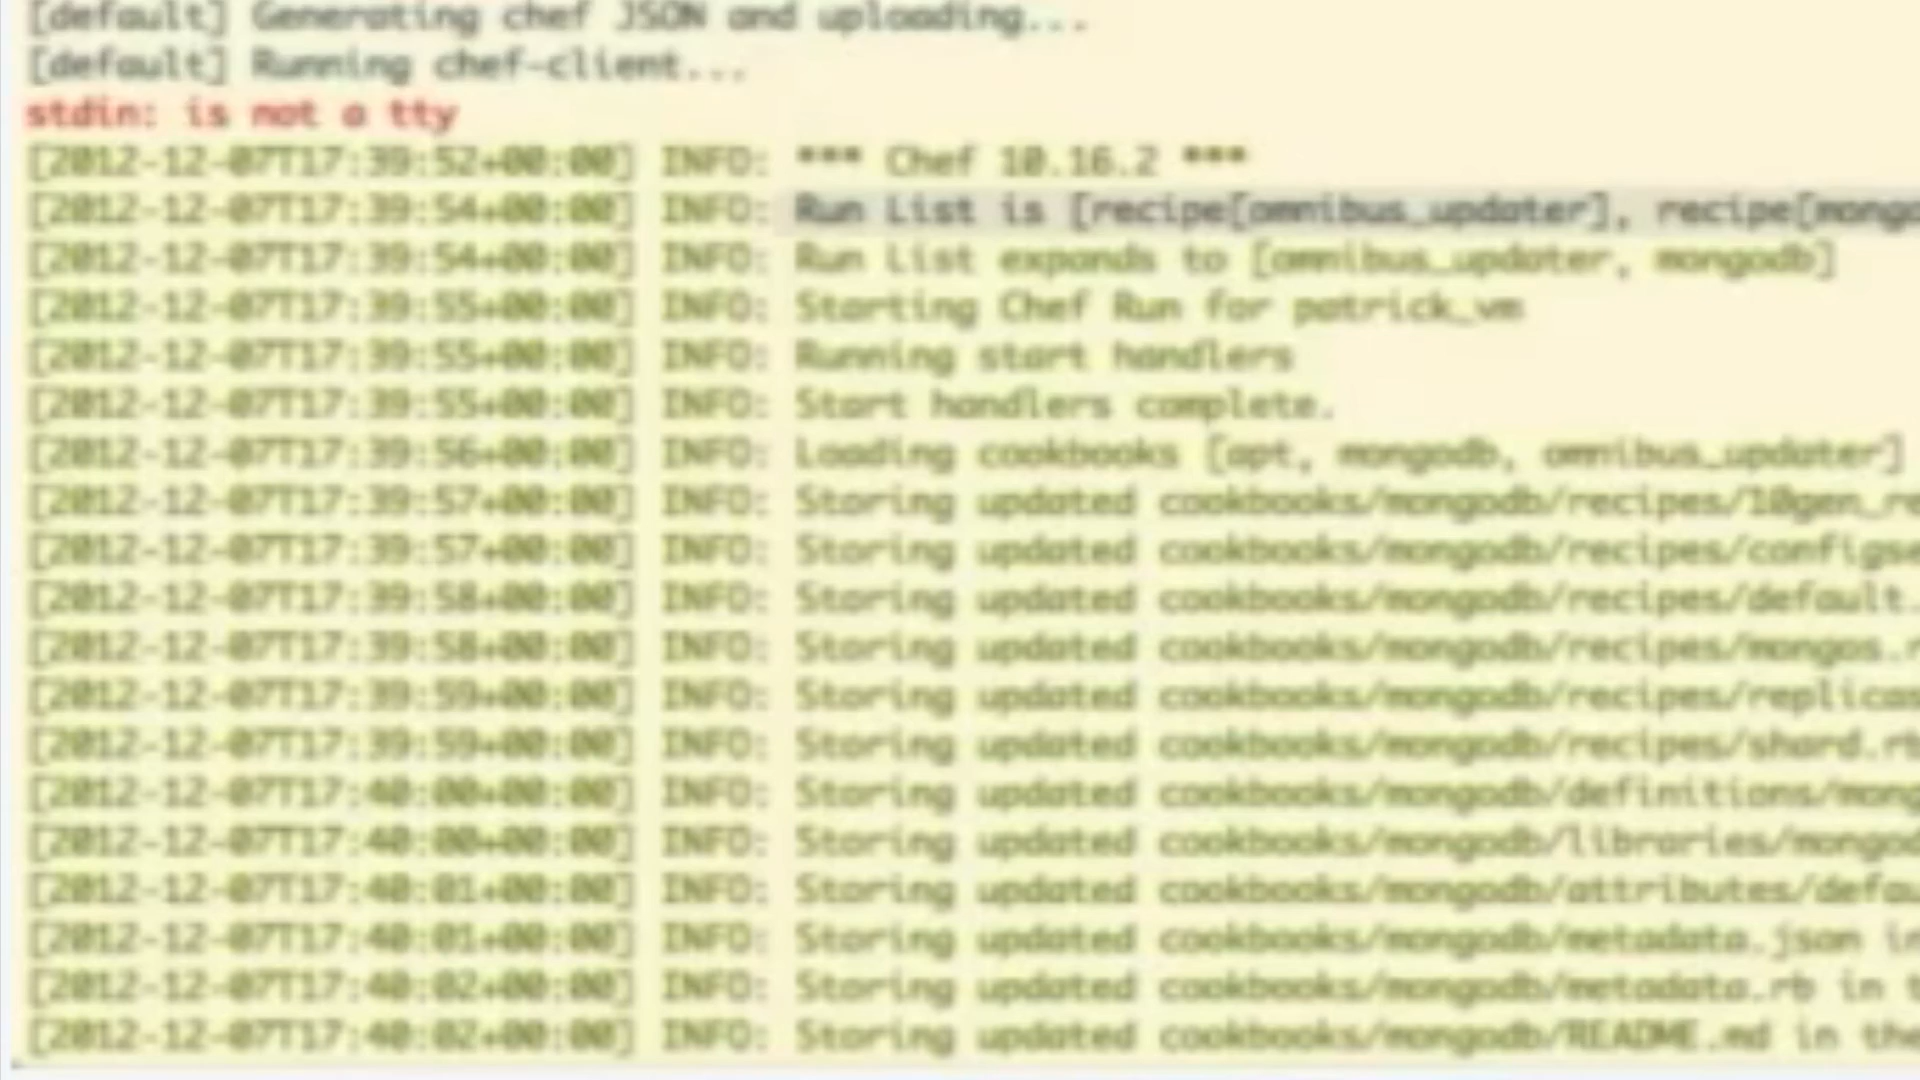 [default] Generating chef JSON and uploading...
[default] Running chef-client...
stdin: is not a tty
[2012-12-07T17:39:52+00:00] INFO: *** Chef 10.16.2 ***
[2012-12-07T17:39:54+00:00] INFO: Run List is [recipe[omnibus_updater], recipe[mongo
[2012-12-07T17:39:54+00:00] INFO: Run List expands to [omnibus_updater, mongodb]
[2012-12-07T17:39:55+00:00] INFO: Starting Chef Run for patrick_vm
[2012-12-07T17:39:55+00:00] INFO: Running start handlers
[2012-12-07T17:39:55+00:00] INFO: Start handlers complete.
[2012-12-07T17:39:56+00:00] INFO: Loading cookbooks [apt, mongodb, omnibus_updater]
[2012-12-07T17:39:57+00:00] INFO: Storing updated cookbooks/mongodb/recipes/10gen_re
[2012-12-07T17:39:57+00:00] INFO: Storing updated cookbooks/mongodb/recipes/configse
[2012-12-07T17:39:58+00:00] INFO: Storing updated cookbooks/mongodb/recipes/default.
[2012-12-07T17:39:58+00:00] INFO: Storing updated cookbooks/mongodb/recipes/mongos.r
[2012-12-07T17:39:59+00:00] INFO: Storing updated cookbooks/mongodb/recipes/replicas
[2012-12-07T17:39:59+00:00] INFO: Storing updated cookbooks/mongodb/recipes/shard.rb
[2012-12-07T17:40:00+00:00] INFO: Storing updated cookbooks/mongodb/definitions/mong
[2012-12-07T17:40:00+00:00] INFO: Storing updated cookbooks/mongodb/libraries/mongod
[2012-12-07T17:40:01+00:00] INFO: Storing updated cookbooks/mongodb/attributes/defau
[2012-12-07T17:40:01+00:00] INFO: Storing updated cookbooks/mongodb/metadata.json in
[2012-12-07T17:40:02+00:00] INFO: Storing updated cookbooks/mongodb/metadata.rb in t
[2012-12-07T17:40:02+00:00] INFO: Storing updated cookbooks/mongodb/README.md in the